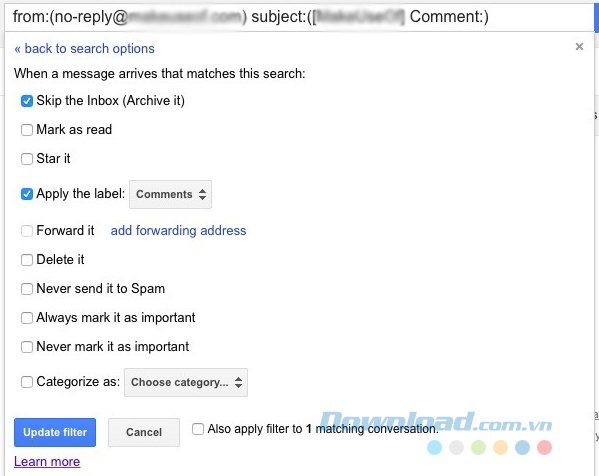 from:(no-reply@ ) subject:([ ] Comment:)
« back to search options
×
When a message arrives that matches this search:
Skip the Inbox (Archive it)
Mark as read
Star it
Apply the label: Comments
Forward it add forwarding address
Delete it
Never send it to Spam
Always mark it as important
Never mark it as important
Categorize as: Choose category...
Update filter Cancel Also apply filter to 1 matching conversation.
Download.com.vn
Learn more